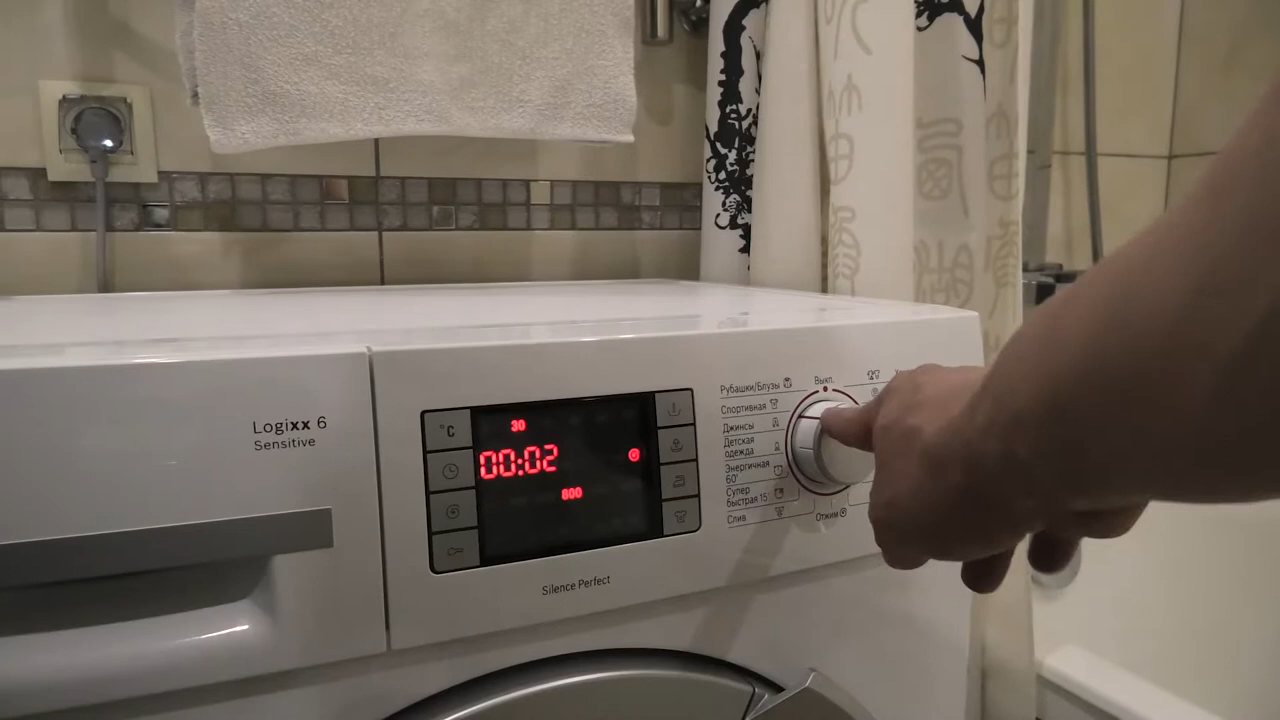 Logixx 6
Sensitive
°C
30
00:02
800
Silence Perfect
Рубашки/Блузы
Спортивная
Джинсы
Детская
одежда
Энергичная
60'
Супер
быстрая 15'
Слив
Выкл.
Отжим